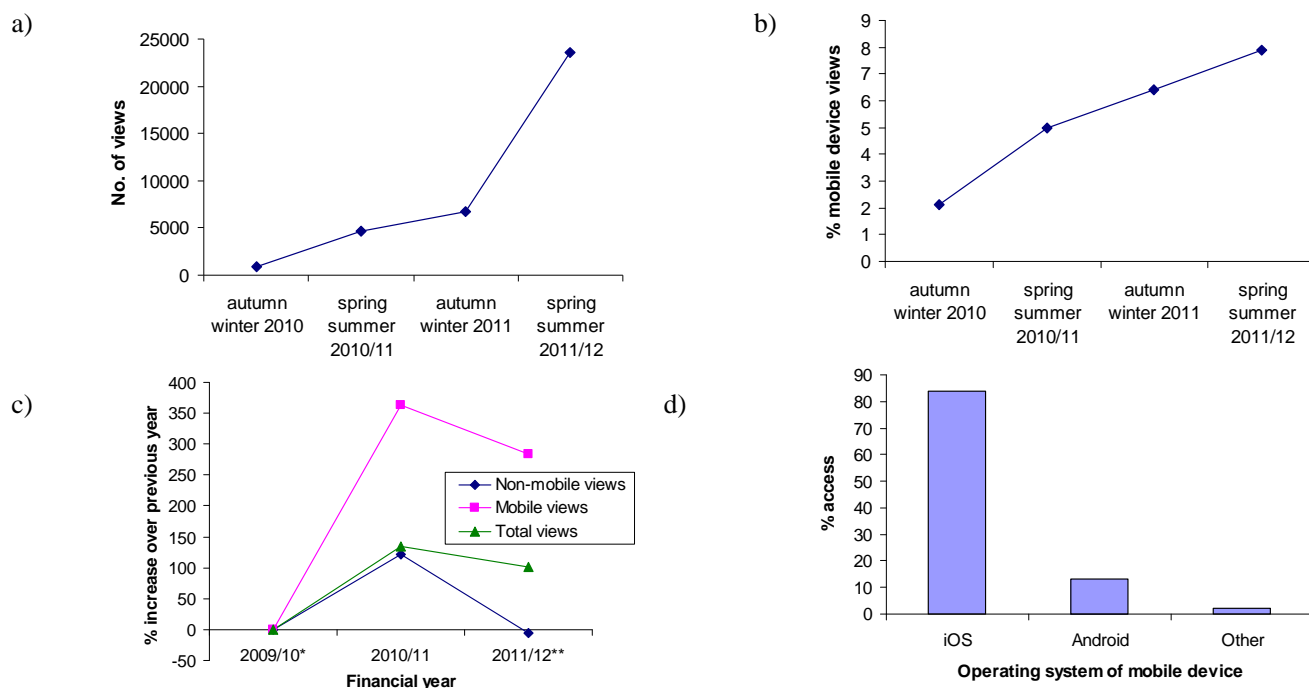 a)
No. of views
25000
20000
15000
10000
5000
0
autumn winter 2010
spring summer 2010/11
autumn winter 2011
spring summer 2011/12
b)
% mobile device views
9
8
7
6
5
4
3
2
1
0
autumn winter 2010
spring summer 2010/11
autumn winter 2011
spring summer 2011/12
c)
% increase over previous year
400
350
300
250
200
150
100
50
0
-50
Non-mobile views
Mobile views
Total views
2009/10*
2010/11
2011/12**
Financial year
d)
% access
90
80
70
60
50
40
30
20
10
0
iOS
Android
Other
Operating system of mobile device